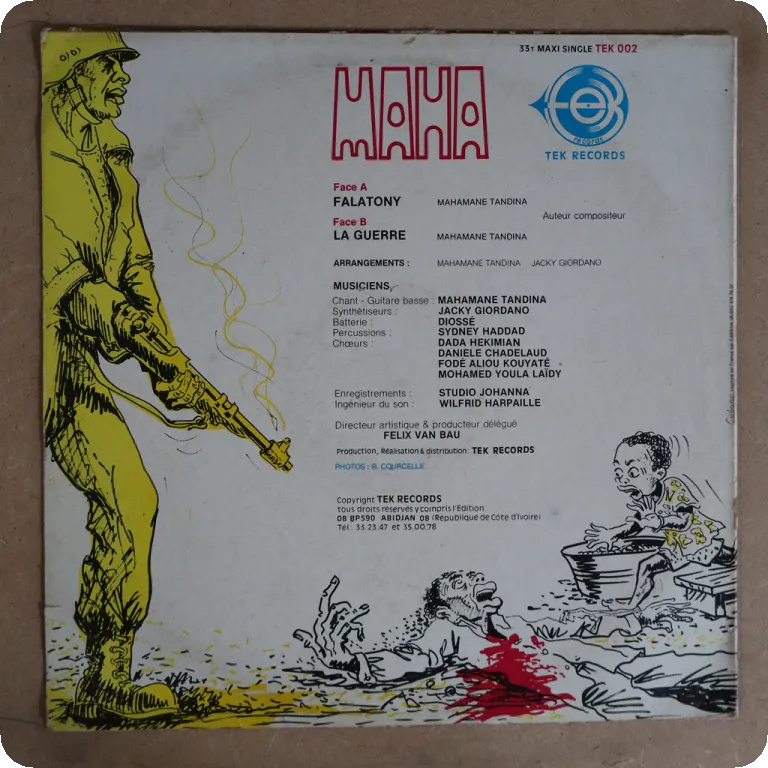 33T MAXI SINGLE TEK 002
MAHA
TEK
records
TEK RECORDS
Face A
FALATONY MAHAMANE TANDINA
Auteur compositeur
Face B
LA GUERRE MAHAMANE TANDINA
ARRANGEMENTS : MAHAMANE TANDINA JACKY GIORDANO
MUSICIENS
Chant - Guitare basse : MAHAMANE TANDINA
Synthétiseurs : JACKY GIORDANO
Batterie : DIOSSÉ
Percussions : SYDNEY HADDAD
Chœurs : DADA HEKIMIAN
DANIELE CHADELAUD
FODÉ ALIOU KOUYATÉ
MOHAMED YOULA LAÏDY
Enregistrements : STUDIO JOHANNA
Ingénieur du son : WILFRID HARPAILLE
Directeur artistique & producteur délégué
FELIX VAN BAU
Production, Réalisation & distribution: TEK RECORDS
PHOTOS : B. COURCELLE
Copyright TEK RECORDS
tous droits réservés y compris l'Edition.
08 BP590 ABIDJAN 08 (République de Côte d'Ivoire)
Tél.: 33.23.47 et 35.00.78